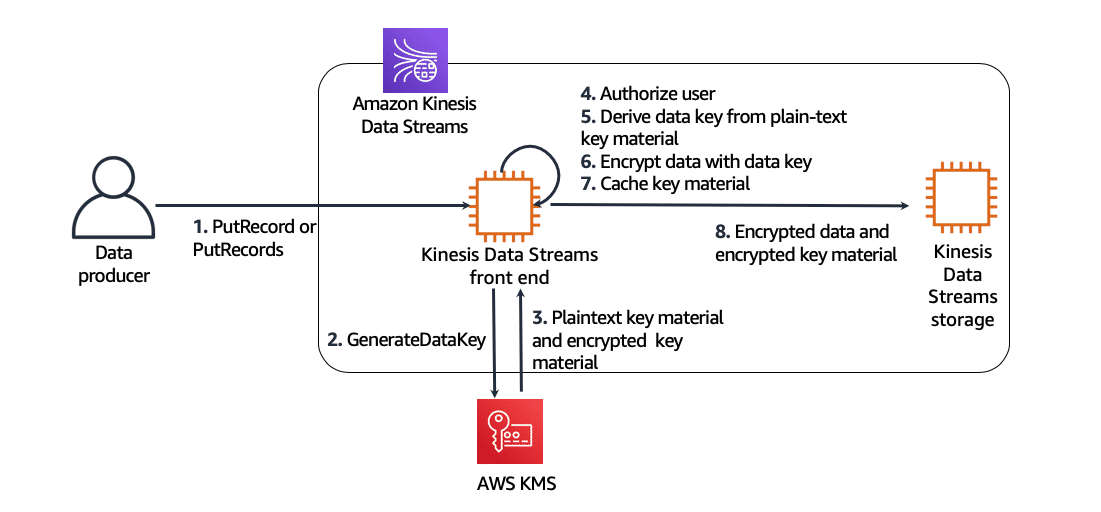 Amazon Kinesis
Data Streams
4. Authorize user
5. Derive data key from plain-text
key material
6. Encrypt data with data key
7. Cache key material
1. PutRecord or
PutRecords
Data
producer
Kinesis Data Streams
front end
8. Encrypted data and
encrypted key material
Kinesis
Data
Streams
storage
2. GenerateDataKey
3. Plaintext key material
and encrypted key
material
AWS KMS